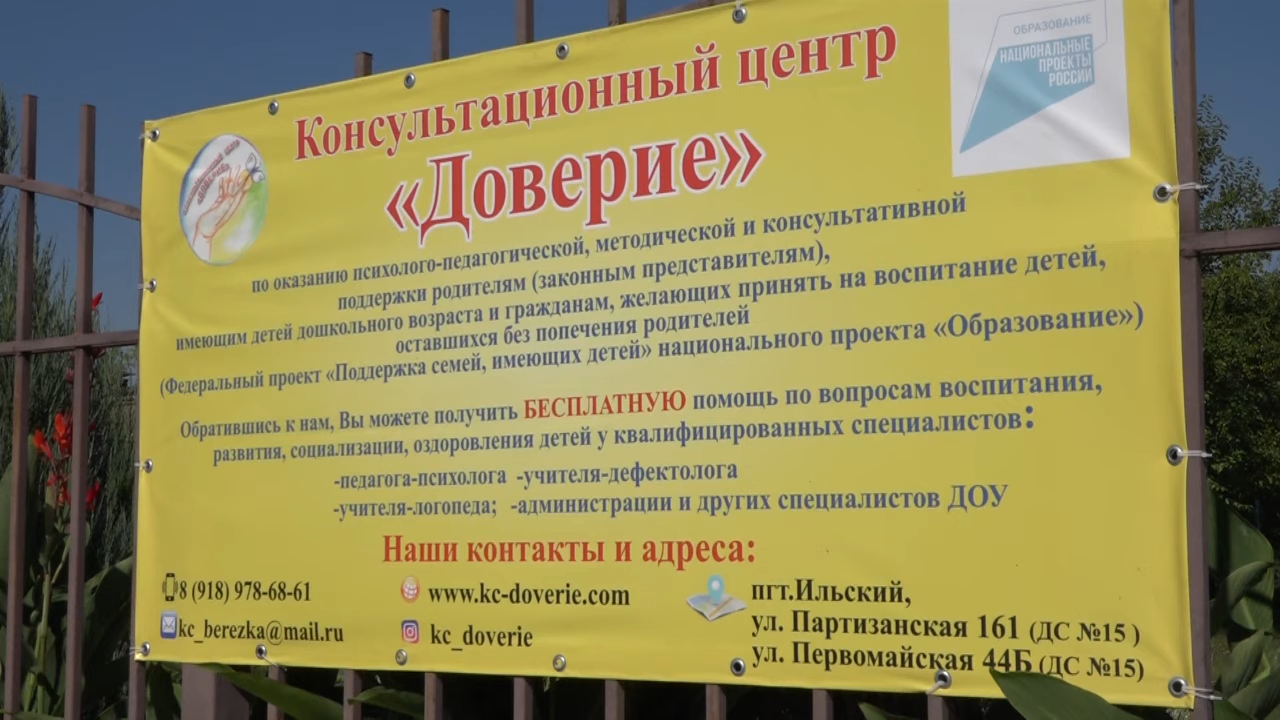 Консультационный центр
«Доверие»
ОБРАЗОВАНИЕ
НАЦИОНАЛЬНЫЕ
ПРОЕКТЫ
РОССИИ
по оказанию психолого-педагогической, методической и консультативной
поддержки родителям (законным представителям),
имеющим детей дошкольного возраста и гражданам, желающих принять на воспитание детей,
оставшихся без попечения родителей
(Федеральный проект «Поддержка семей, имеющих детей» национального проекта «Образование»)
Обратившись к нам, Вы можете получить БЕСПЛАТНУЮ помощь по вопросам воспитания,
развития, социализации, оздоровления детей у квалифицированных специалистов:
-педагога-психолога -учителя-дефектолога
-учителя-логопеда; -администрации и других специалистов ДОУ
Наши контакты и адреса:
8 (918) 978-68-61
kc_berezka@mail.ru
www.kc-doverie.com
kc_doverie
пгт.Ильский,
ул. Партизанская 161 (ДС №15 )
ул. Первомайская 44Б (ДС №15)